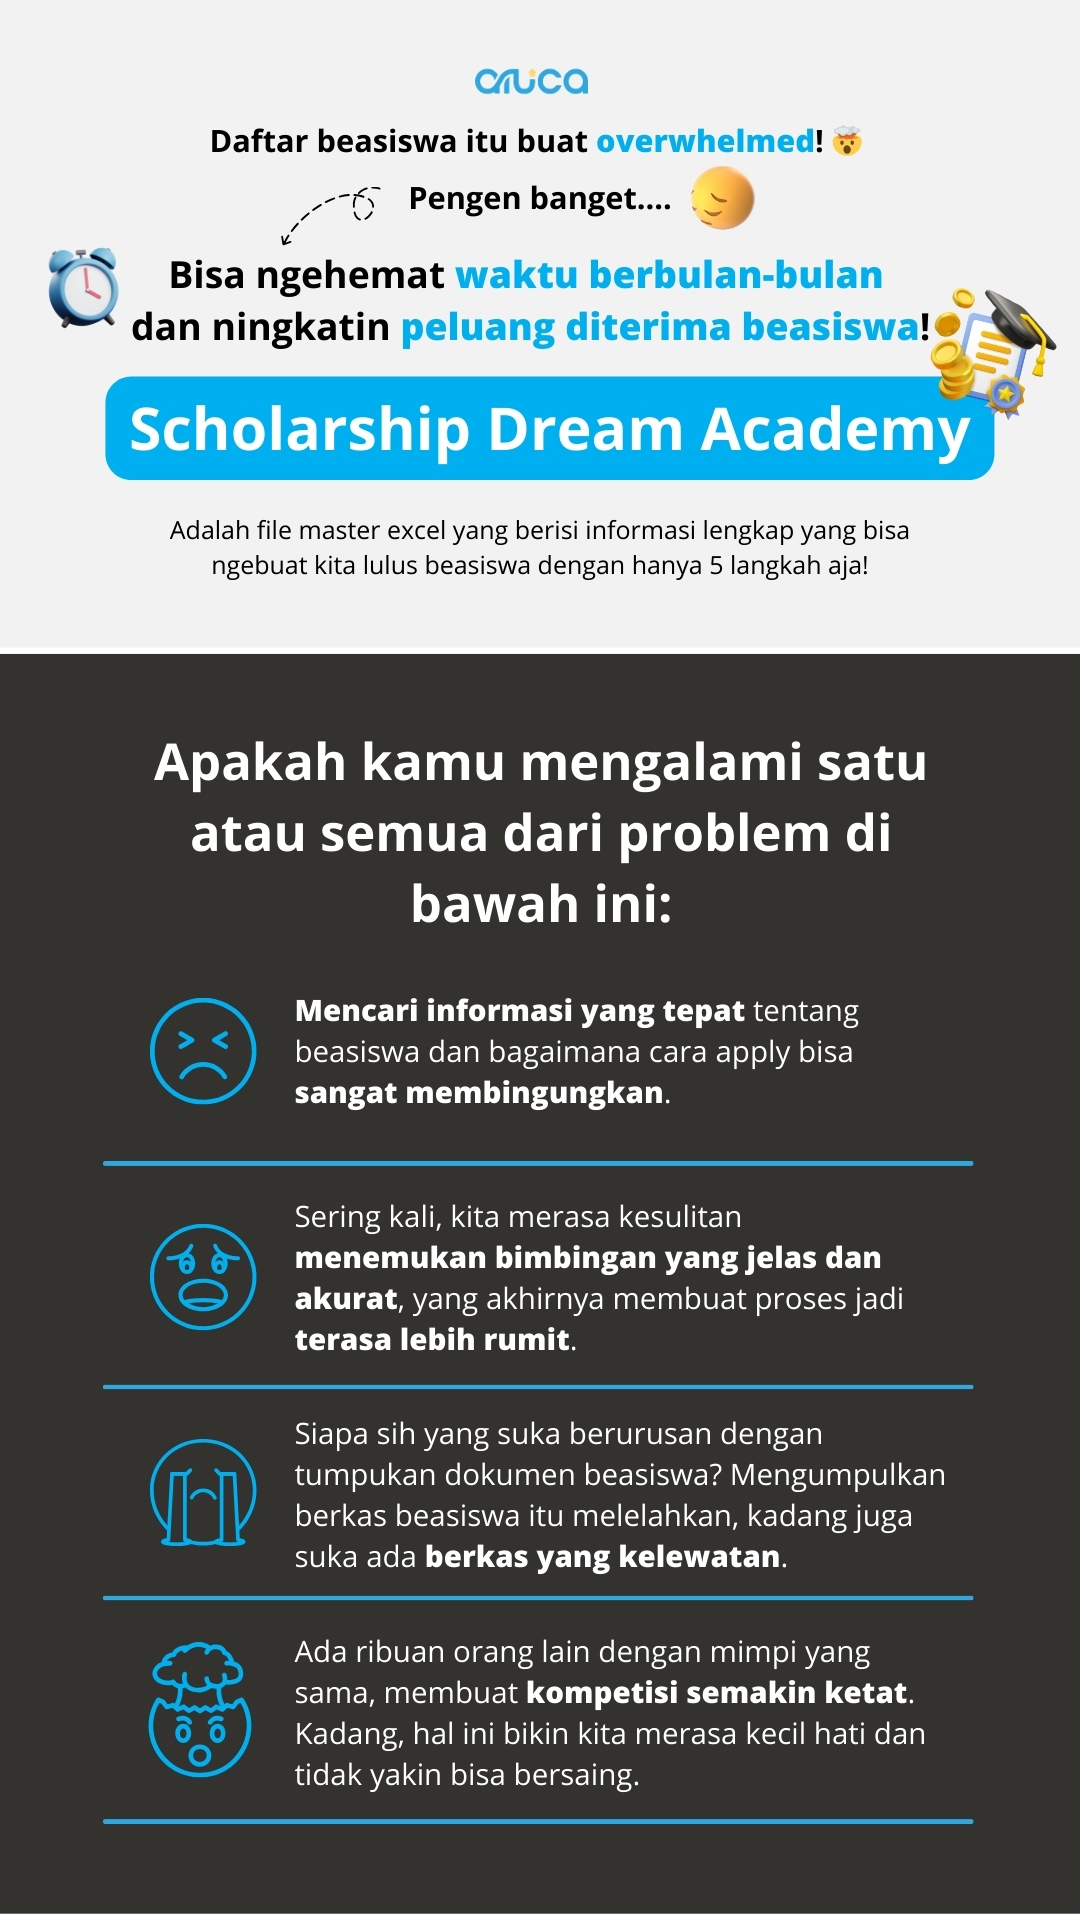 aruca
Daftar beasiswa itu buat overwhelmed! 🤯
Pengen banget....
Bisa ngehemat waktu berbulan-bulan
dan ningkatin peluang diterima beasiswa!
Scholarship Dream Academy
Adalah file master excel yang berisi informasi lengkap yang bisa
ngebuat kita lulus beasiswa dengan hanya 5 langkah aja!
Apakah kamu mengalami satu
atau semua dari problem di
bawah ini:
Mencari informasi yang tepat tentang
beasiswa dan bagaimana cara apply bisa
sangat membingungkan.
Sering kali, kita merasa kesulitan
menemukan bimbingan yang jelas dan
akurat, yang akhirnya membuat proses jadi
terasa lebih rumit.
Siapa sih yang suka berurusan dengan
tumpukan dokumen beasiswa? Mengumpulkan
berkas beasiswa itu melelahkan, kadang juga
suka ada berkas yang kelewatan.
Ada ribuan orang lain dengan mimpi yang
sama, membuat kompetisi semakin ketat.
Kadang, hal ini bikin kita merasa kecil hati dan
tidak yakin bisa bersaing.